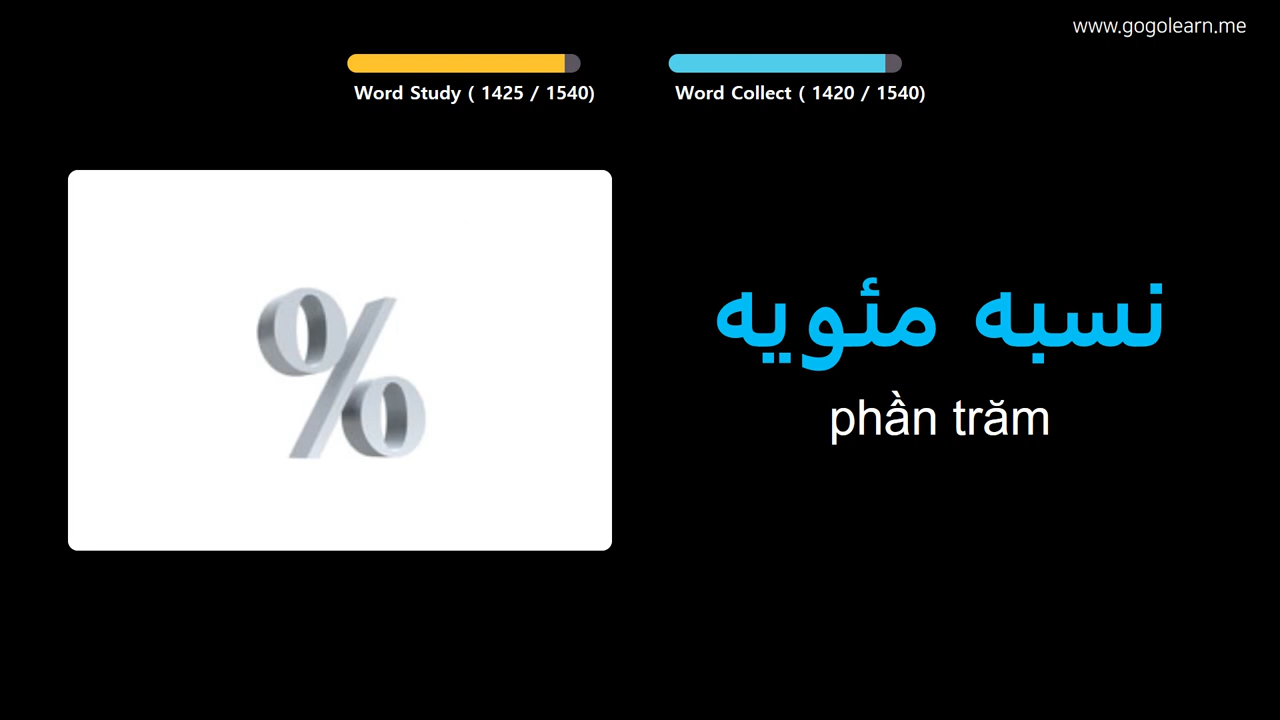 www.gogolearn.me
Word Study ( 1425 / 1540)
Word Collect ( 1420 / 1540)
%
نسبه مئويه
phần trăm